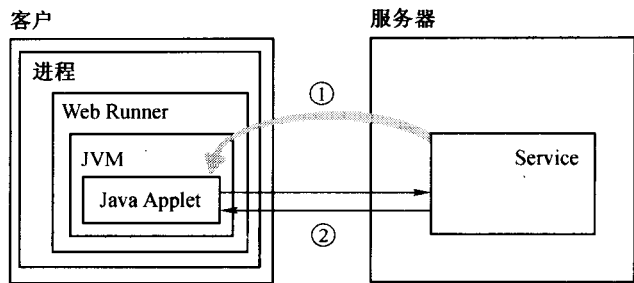 客户
服务器
进程
Web Runner
①
JVM
Service
Java Applet
②